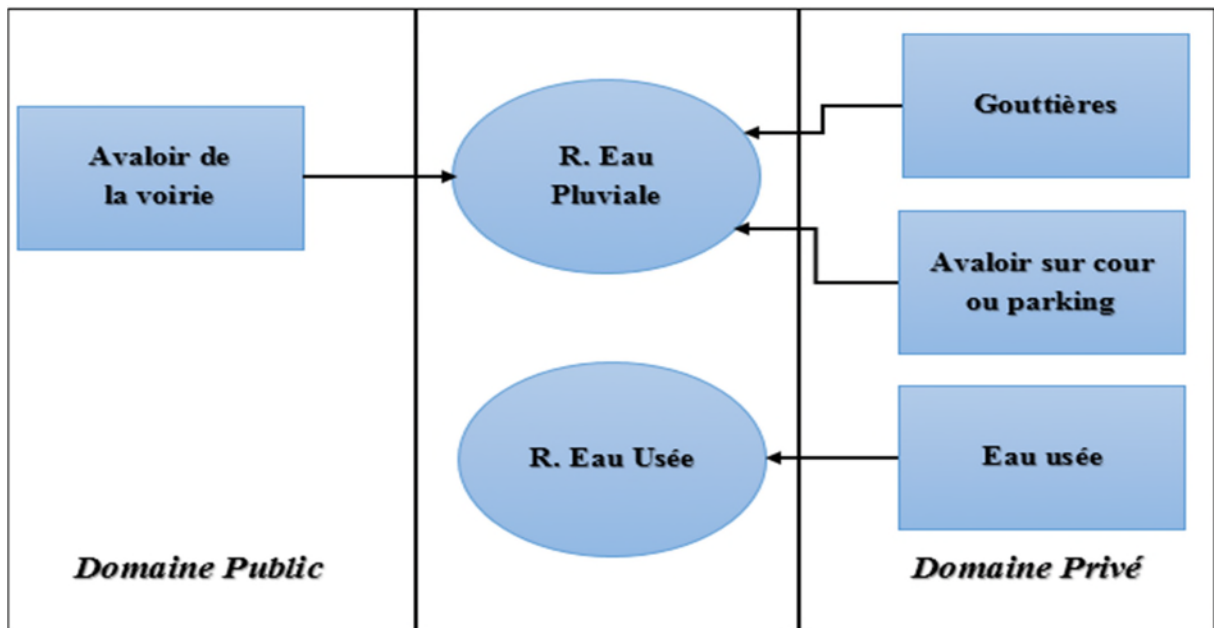 Avaloir de
la voirie
Domaine Public
R. Eau
Pluviale
R. Eau Usée
Gouttières
Avaloir sur cour
ou parking
Eau usée
Domaine Privé